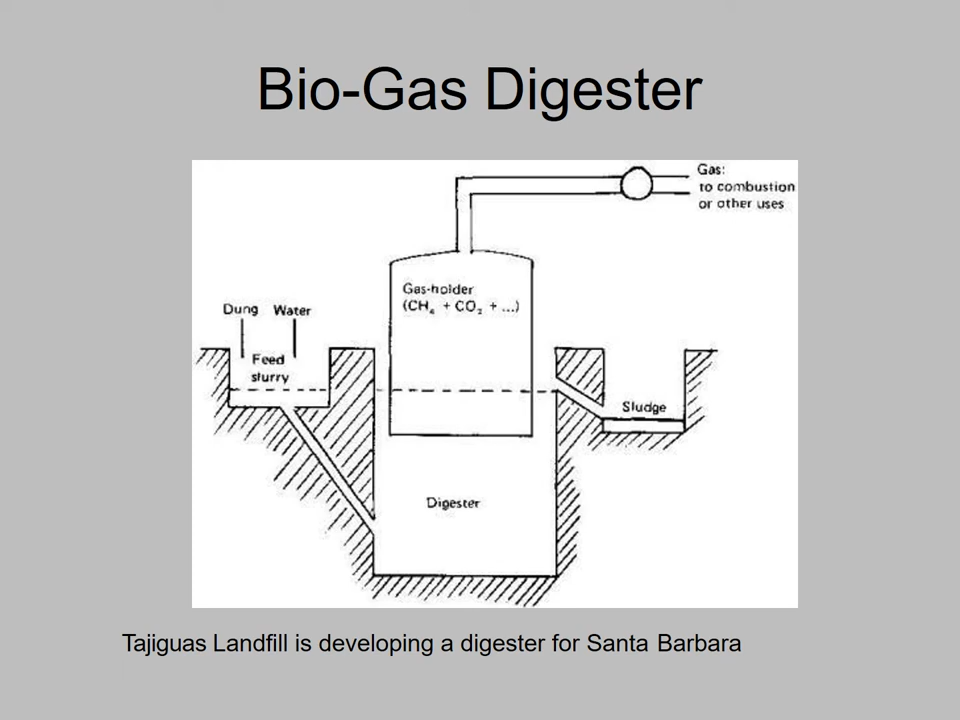 Bio-Gas Digester
Gas:
to combustion
or other uses
Gas-holder
(CH₄ + CO₂ + ...)
Dung Water
Feed
slurry
Sludge
Digester
Tajiguas Landfill is developing a digester for Santa Barbara